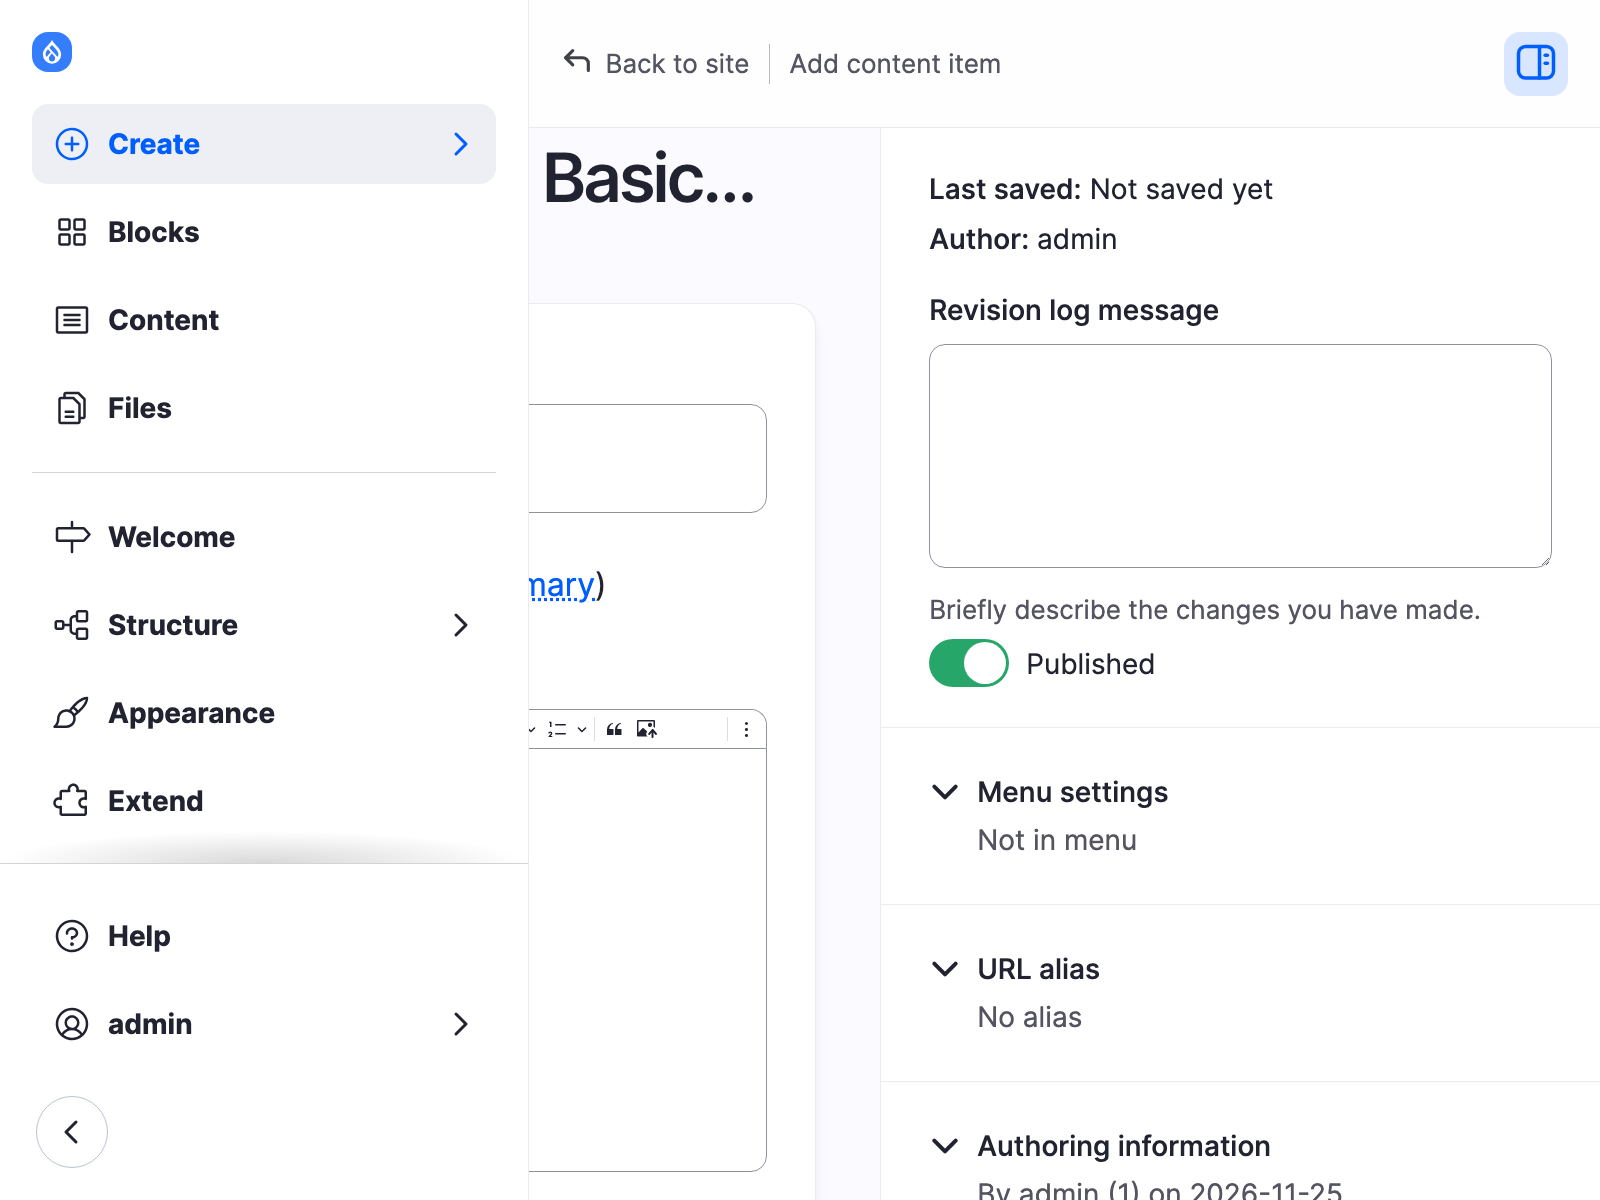 Create
Blocks
Content
Files
Welcome
Structure
Appearance
Extend
Help
admin
Back to site
Add content item
Basic...
mary)
Last saved: Not saved yet
Author: admin
Revision log message
Briefly describe the changes you have made.
Published
Menu settings
Not in menu
URL alias
No alias
Authoring information
By admin (1) on 2026-11-25